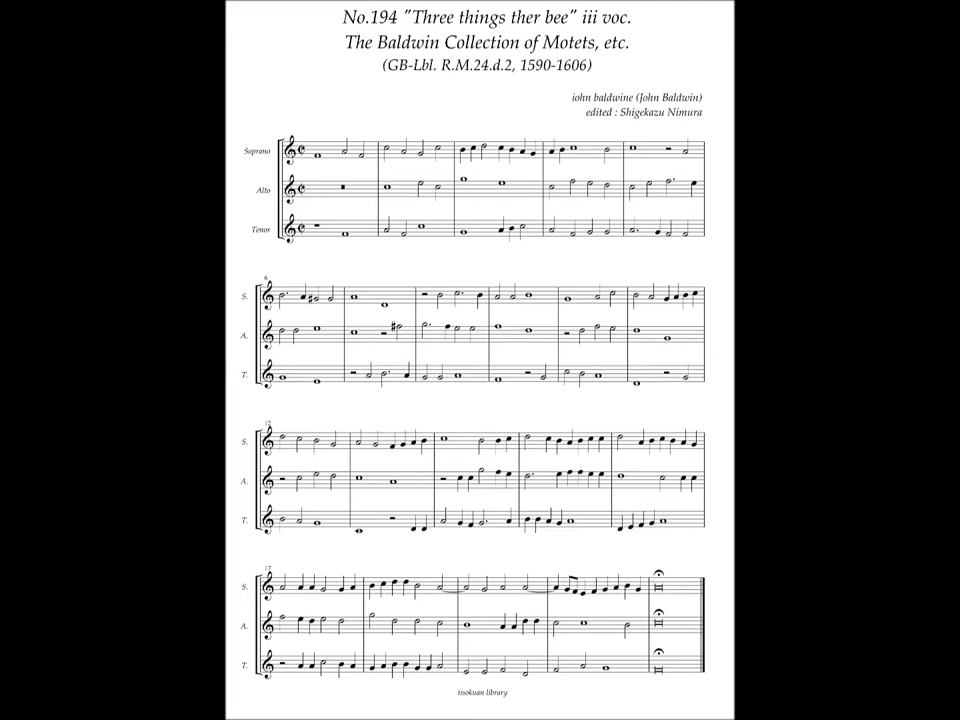 No.194 "Three things ther bee" iii voc.
The Baldwin Collection of Motets, etc.
(GB-Lbl. R.M.24.d.2, 1590-1606)
iohn baldwine (John Baldwin)
edited : Shigekazu Nimura
Soprano
Alto
Tenor
6
S.
A.
T.
12
S.
A.
T.
17
S.
A.
T.
tisokuan library